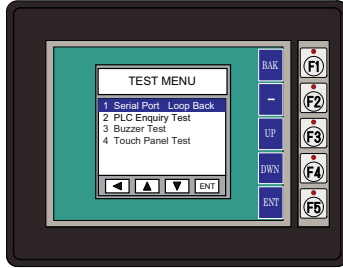 TEST MENU
1 Serial Port Loop Back
2 PLC Enquiry Test
3 Buzzer Test
4 Touch Panel Test
ENT
BAK
–
UP
DWN
ENT
F1
F2
F3
F4
F5